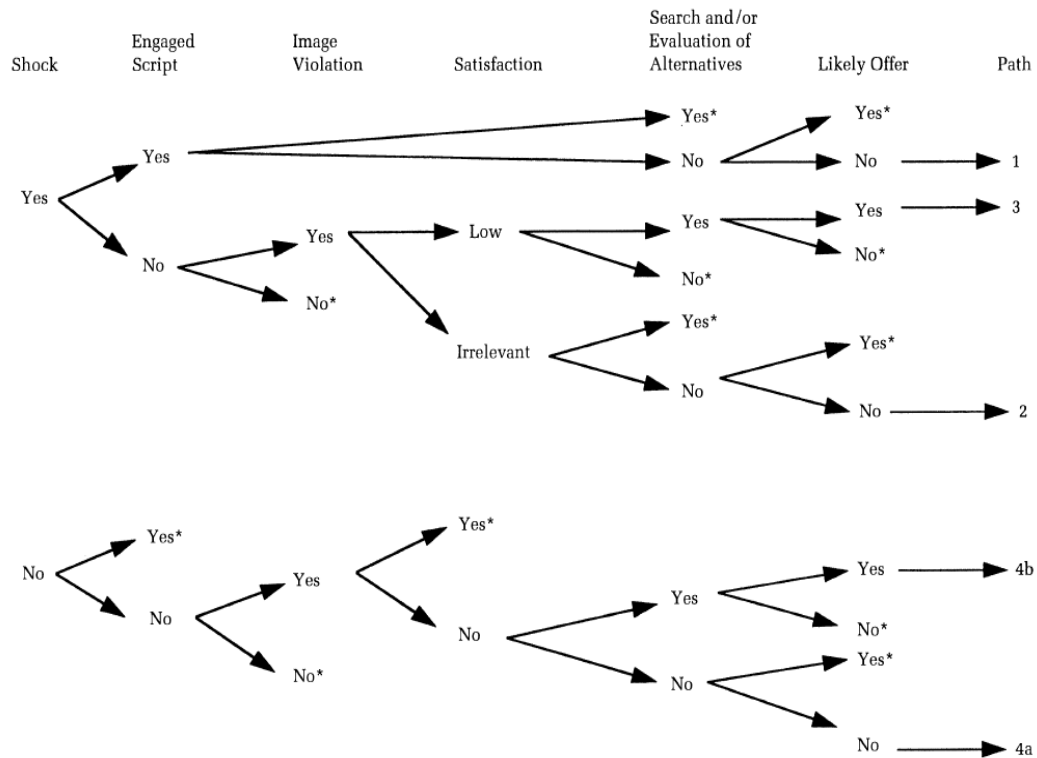 Shock
Engaged
Script
Image
Violation
Satisfaction
Search and/or
Evaluation of
Alternatives
Likely Offer
Path
Yes*
Yes*
Yes
No
No
1
Yes
Yes
Low
Yes
Yes
3
No
No*
No*
No*
Irrelevant
Yes*
Yes*
No
No
2
Yes*
Yes*
No
Yes
Yes
Yes
4b
No
No
No*
No*
No
Yes*
No
4a